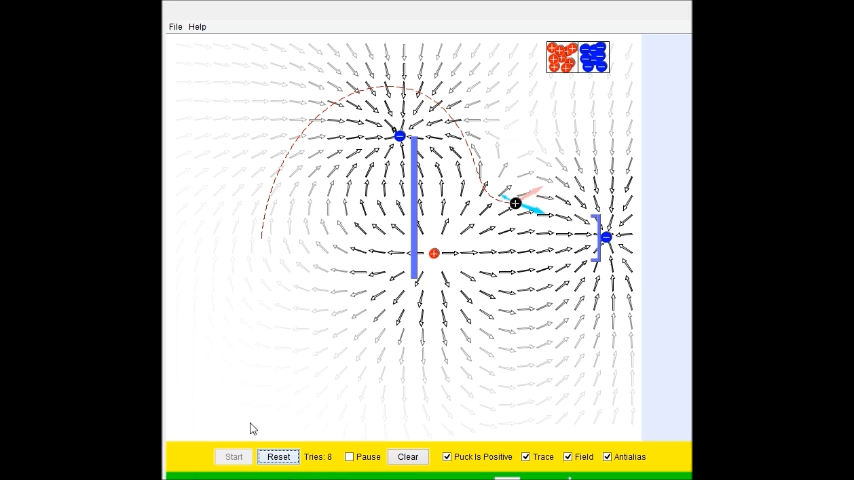 File Help
Start Reset Tries: 8 Pause Clear Puck Is Positive Trace Field Antialias